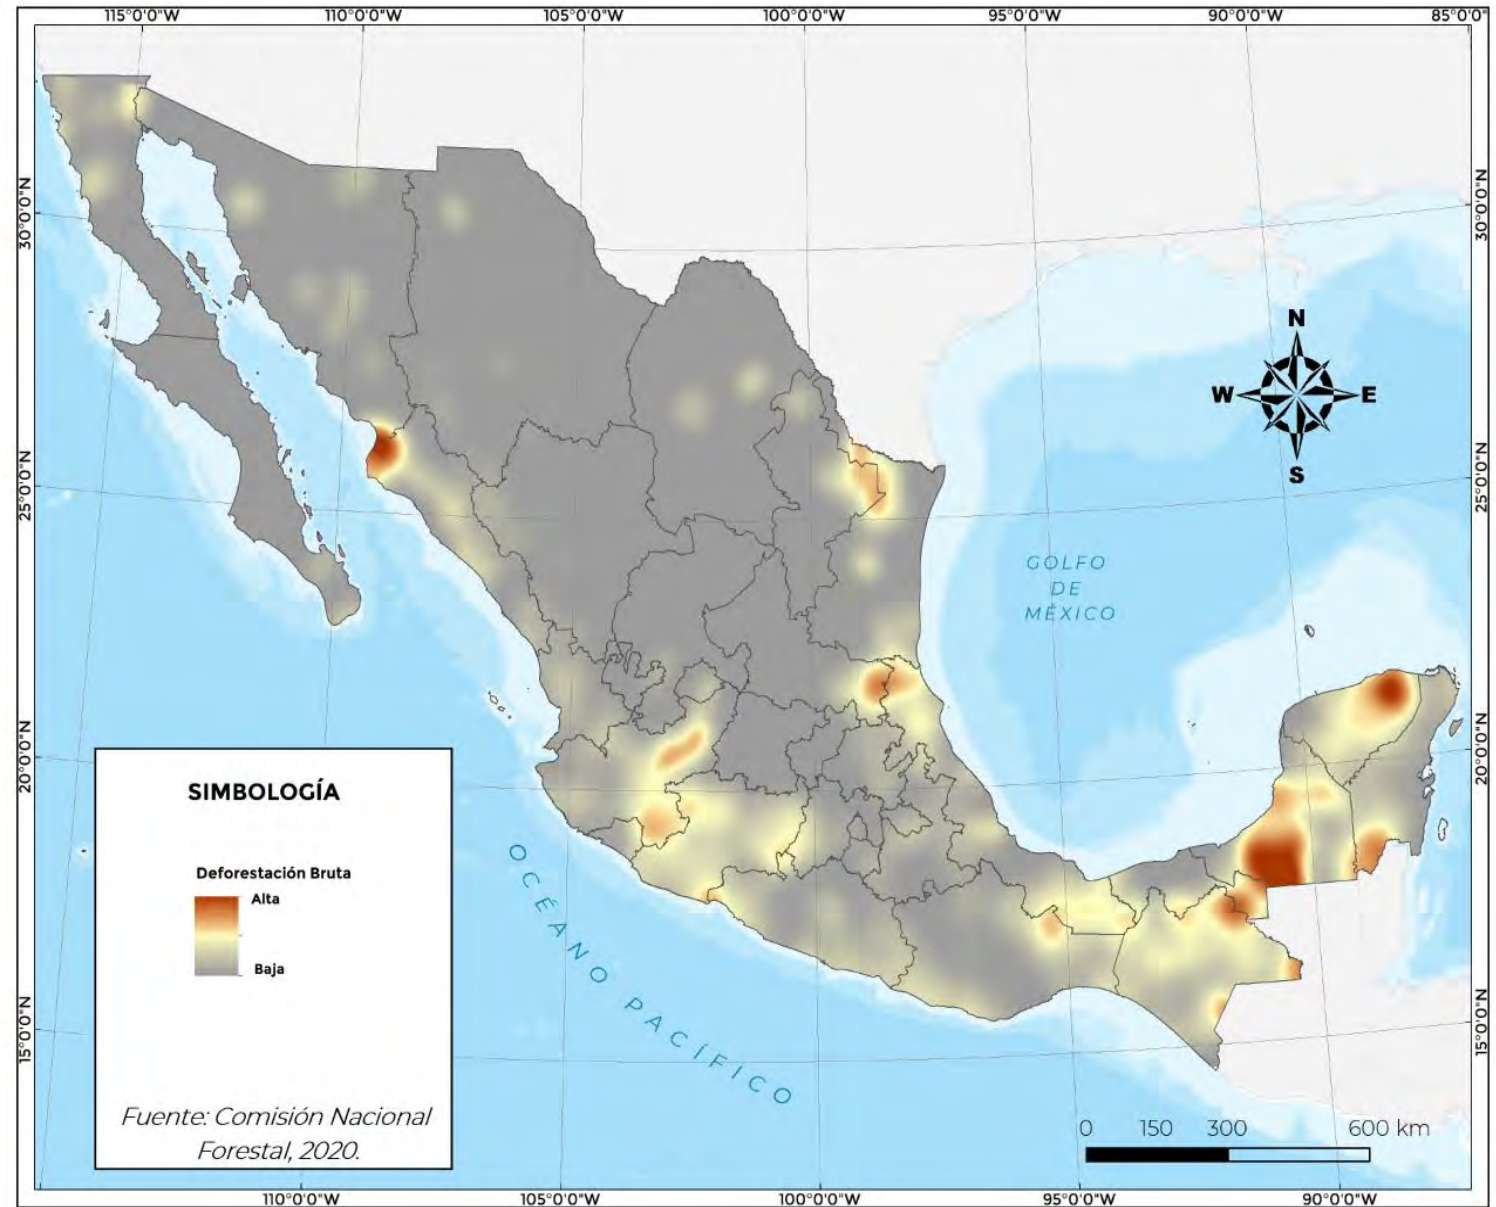 115°0'0"W
110°0'0"W
105°0'0"W
100°0'0"W
95°0'0"W
90°0'0"W
85°0'0"
30°0'0"N
30°0'0"N
N
W
E
S
25°0'0"N
25°0'0"N
GOLFO
DE
MÉXICO
20°0'0"N
20°0'0"N
SIMBOLOGÍA
Deforestación Bruta
Alta
Baja
OCÉANO PACÍFICO
15°0'0"N
15°0'0"N
Fuente: Comisión Nacional
Forestal, 2020.
0 150 300 600 km
110°0'0"W
105°0'0"W
100°0'0"W
95°0'0"W
90°0'0"W